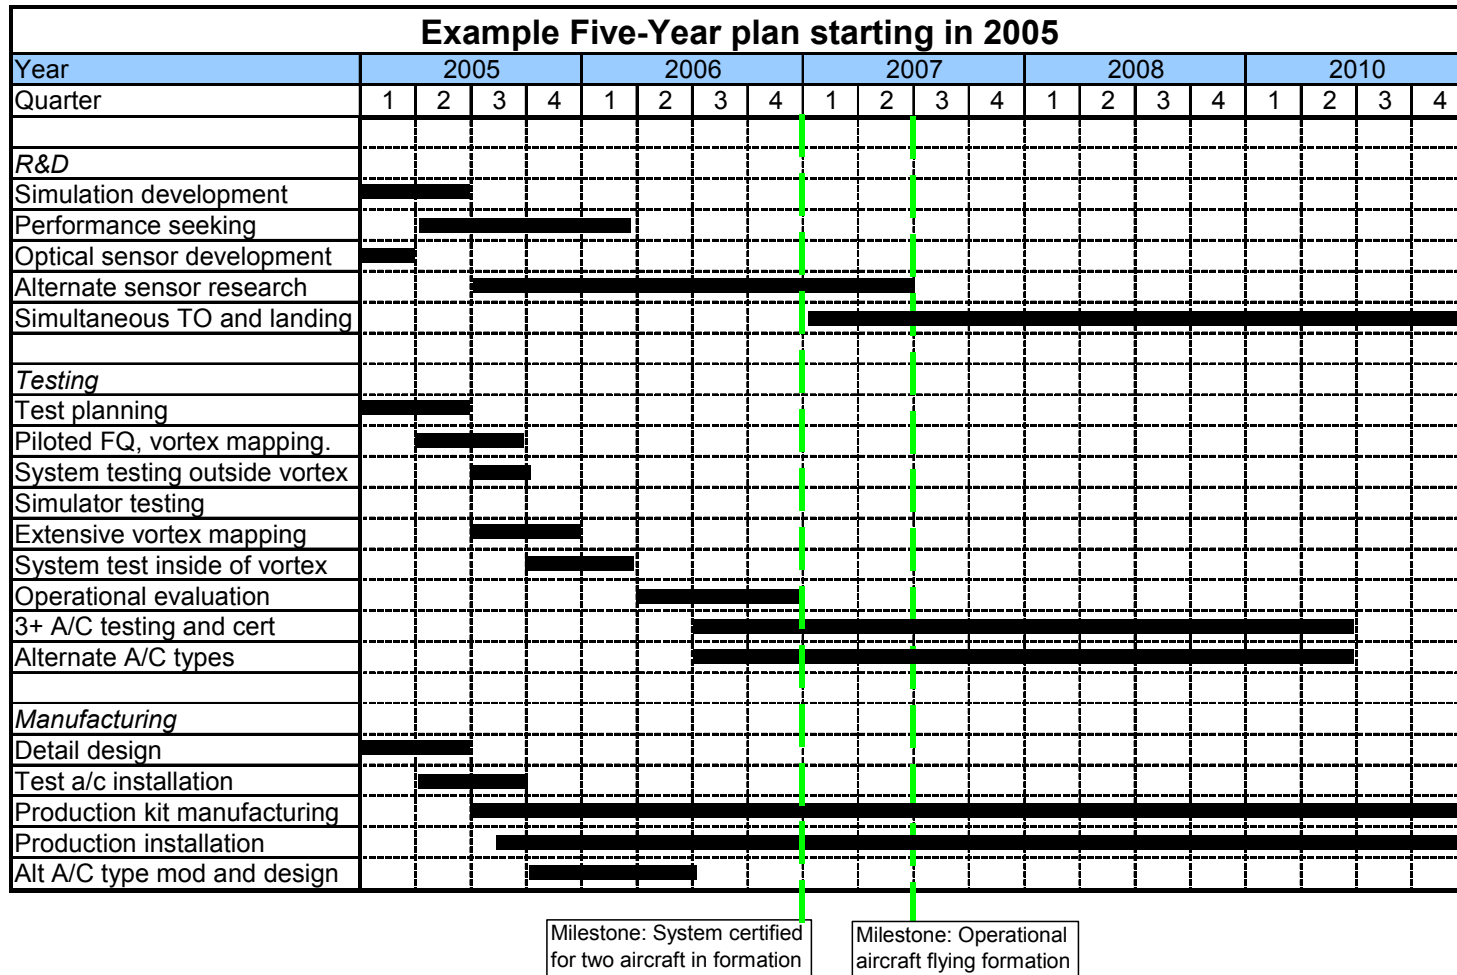 Example Five-Year plan starting in 2005
Year 2005 2006 2007 2008 2010
Quarter 1 2 3 4 1 2 3 4 1 2 3 4 1 2 3 4 1 2 3 4
R&D
Simulation development
Performance seeking
Optical sensor development
Alternate sensor research
Simultaneous TO and landing
Testing
Test planning
Piloted FQ, vortex mapping.
System testing outside vortex
Simulator testing
Extensive vortex mapping
System test inside of vortex
Operational evaluation
3+ A/C testing and cert
Alternate A/C types
Manufacturing
Detail design
Test a/c installation
Production kit manufacturing
Production installation
Alt A/C type mod and design
Milestone: System certified
for two aircraft in formation
Milestone: Operational
aircraft flying formation